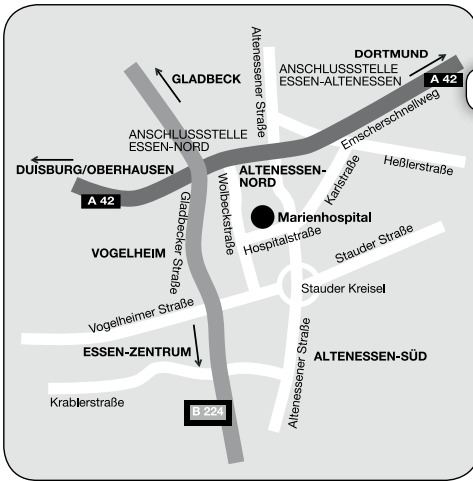 DORTMUND
GLADBECK
ANSCHLUSSSTELLE
ESSEN-ALTENESSEN
A 42
Altenessener Straße
Emscherschnellweg
ANSCHLUSSSTELLE
ESSEN-NORD
DUISBURG/OBERHAUSEN
ALTENESSEN-
NORD
Heßlerstraße
Karlstraße
A 42
Wolbeckstraße
Gladbecker Straße
Marienhospital
Hospitalstraße
VOGELHEIM
Stauder Straße
Stauder Kreisel
Vogelheimer Straße
ESSEN-ZENTRUM
ALTENESSEN-SÜD
Altenessener Straße
Krablerstraße
B 224